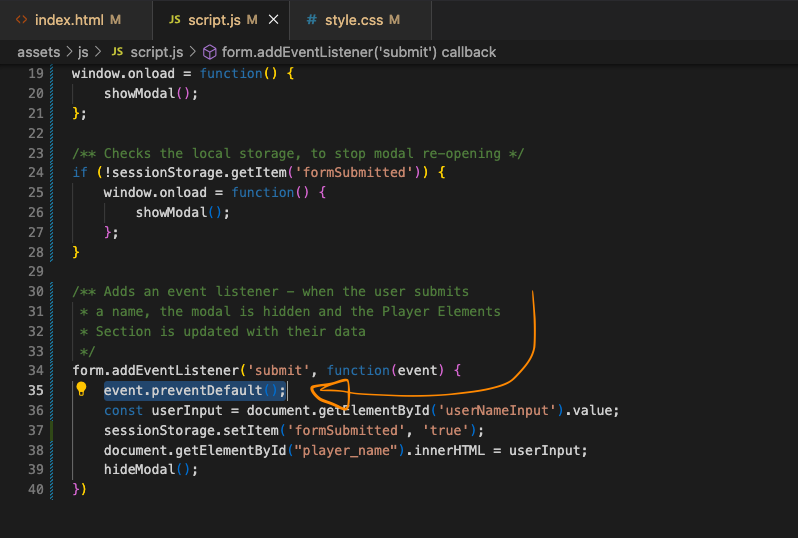 <> index.html M
JS script.js M ×
# style.css M
assets > js > JS script.js > form.addEventListener('submit') callback
19 window.onload = function() {
20 showModal();
21 };
22
23 /** Checks the local storage, to stop modal re-opening */
24 if (!sessionStorage.getItem('formSubmitted')) {
25 window.onload = function() {
26 showModal();
27 };
28 }
29
30 /** Adds an event listener - when the user submits
31 * a name, the modal is hidden and the Player Elements
32 * Section is updated with their data
33 */
34 form.addEventListener('submit', function(event) {
35 event.preventDefault();
36 const userInput = document.getElementById('userNameInput').value;
37 sessionStorage.setItem('formSubmitted', 'true');
38 document.getElementById("player_name").innerHTML = userInput;
39 hideModal();
40 })